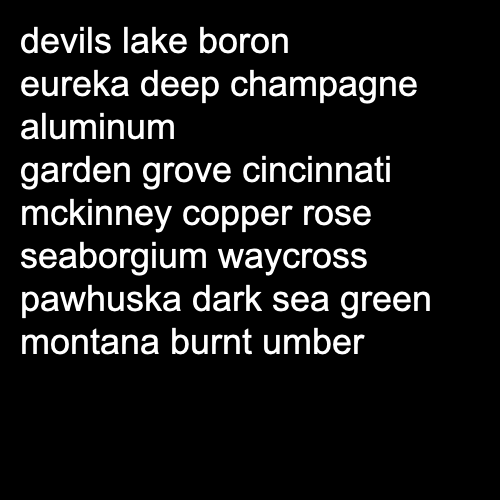 devils lake boron
eureka deep champagne
aluminum
garden grove cincinnati
mckinney copper rose
seaborgium waycross
pawhuska dark sea green
montana burnt umber